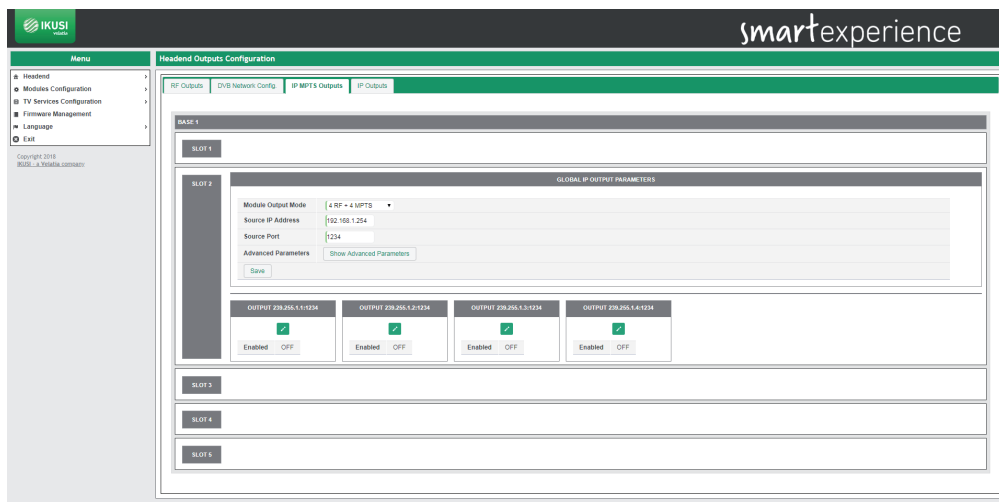 IKUSI
velatia
smartexperience
Menu
Headend
Modules Configuration
TV Services Configuration
Firmware Management
Language
Exit
Copyright 2018
IKUSI - a Velatia company
Headend Outputs Configuration
RF Outputs
DVB Network Config.
IP MPTS Outputs
IP Outputs
BASE 1
SLOT 1
SLOT 2
GLOBAL IP OUTPUT PARAMETERS
Module Output Mode 4 RF + 4 MPTS
Source IP Address 192.168.1.254
Source Port 1234
Advanced Parameters Show Advanced Parameters
Save
OUTPUT 239.255.1.1:1234
Enabled OFF
OUTPUT 239.255.1.2:1234
Enabled OFF
OUTPUT 239.255.1.3:1234
Enabled OFF
OUTPUT 239.255.1.4:1234
Enabled OFF
SLOT 3
SLOT 4
SLOT 5